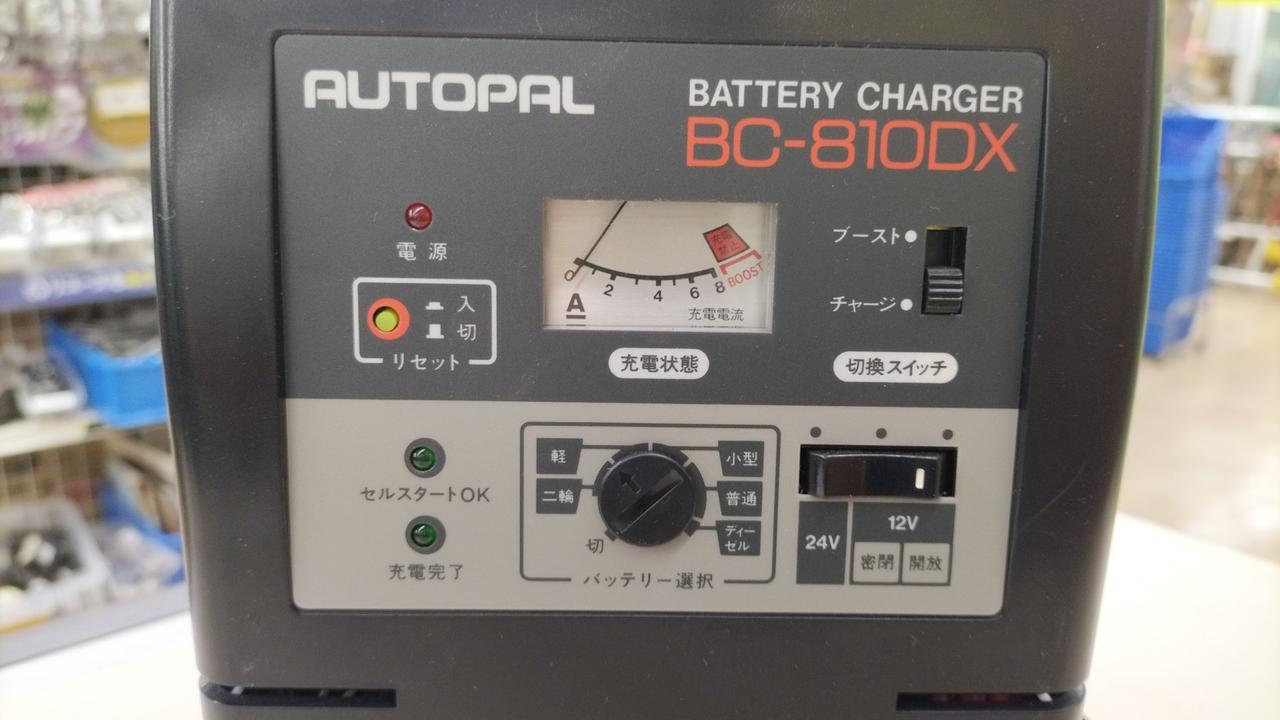 AUTOPAL
BATTERY CHARGER
BC-810DX
電源
入
切
リセット
充電
禁止
BOOST
0 2 4 6 8
A
充電電流
充電状態
ブースト
チャージ
切換スイッチ
セルスタートOK
充電完了
軽
二輪
切
小型
普通
ディー
ゼル
バッテリー選択
24V
12V
密閉 開放